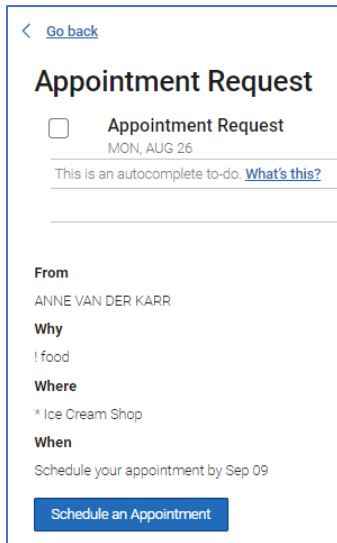 Go back
Appointment Request
Appointment Request
MON, AUG 26
This is an autocomplete to-do. What's this?
From
ANNE VAN DER KARR
Why
! food
Where
* Ice Cream Shop
When
Schedule your appointment by Sep 09
Schedule an Appointment